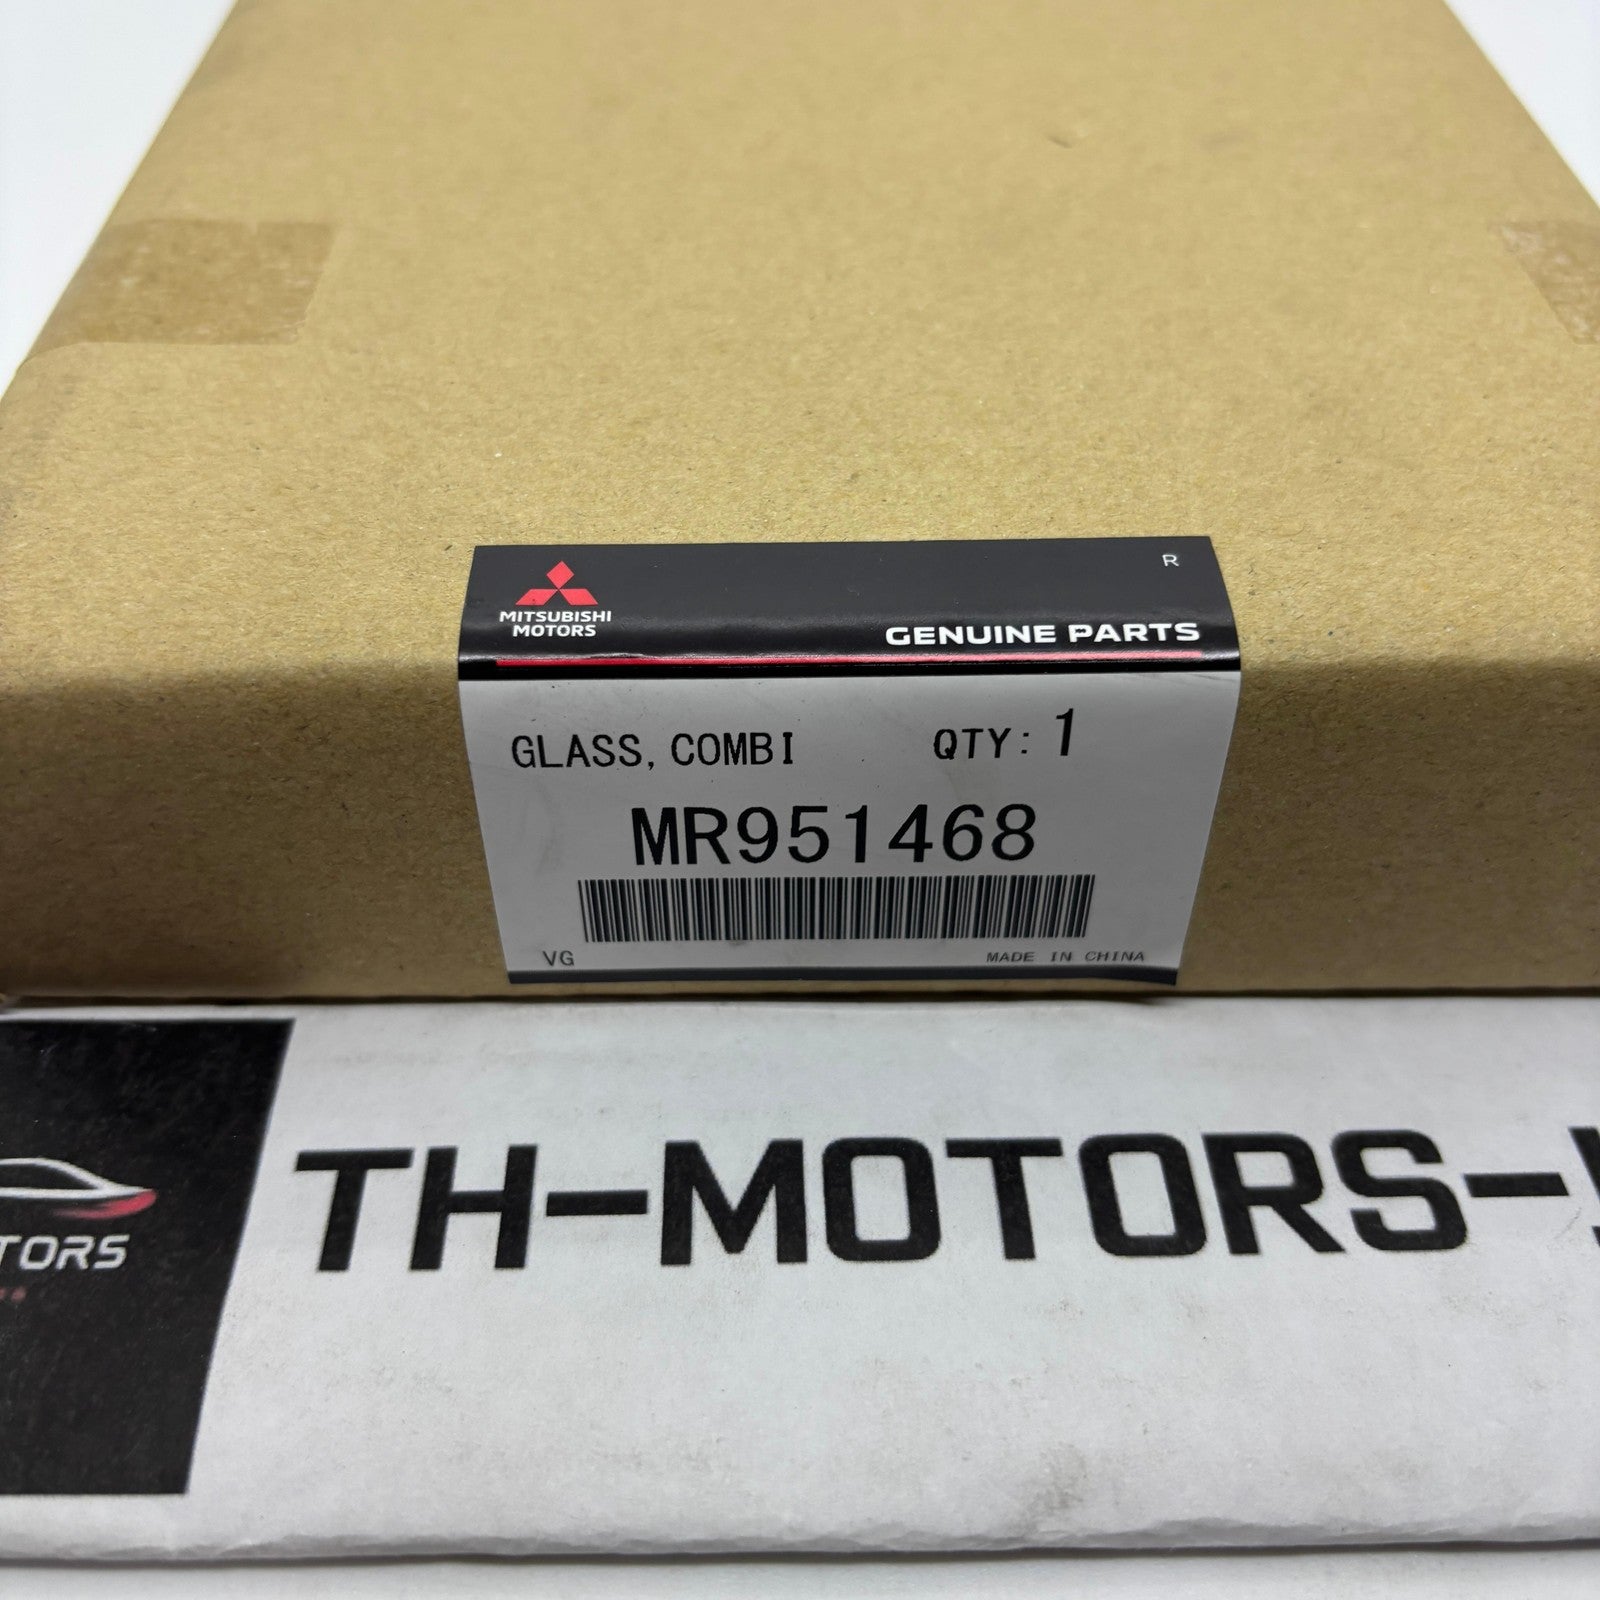 R
MITSUBISHI
MOTORS
GENUINE PARTS
GLASS, COMBI QTY: 1
MR951468
VG MADE IN CHINA
TH-MOTORS-
TORS